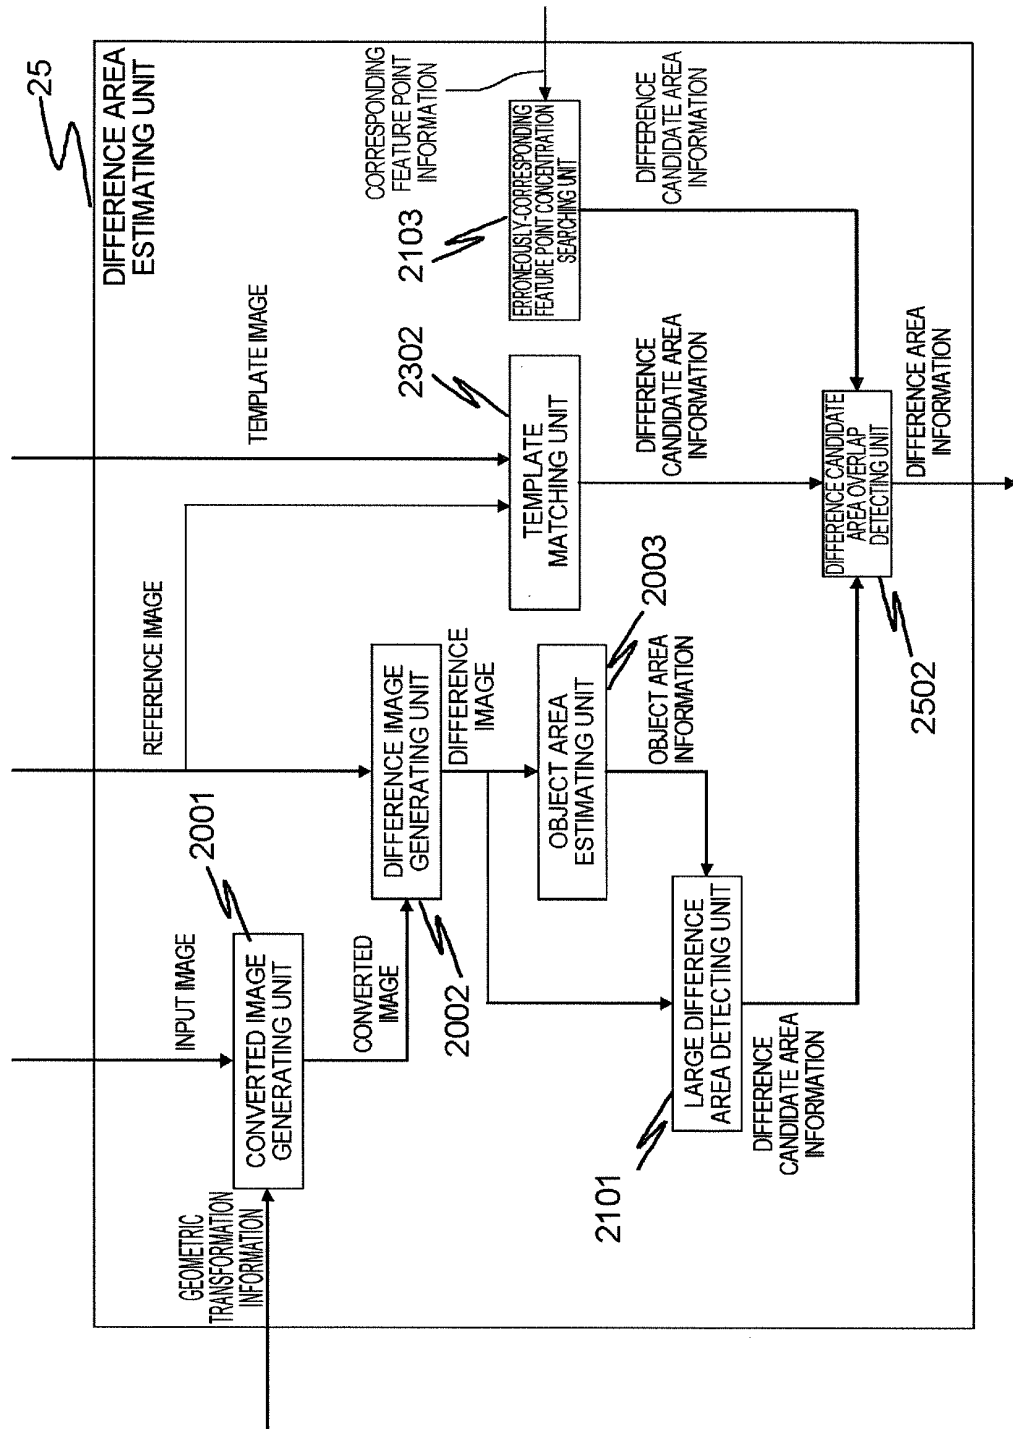 25
DIFFERENCE AREA
ESTIMATING UNIT
INPUT IMAGE
REFERENCE IMAGE
TEMPLATE IMAGE
CORRESPONDING
FEATURE POINT
INFORMATION
GEOMETRIC
TRANSFORMATION
INFORMATION
2001
CONVERTED IMAGE
GENERATING UNIT
CONVERTED
IMAGE
DIFFERENCE IMAGE
GENERATING UNIT
2002
DIFFERENCE
IMAGE
2302
TEMPLATE
MATCHING UNIT
2103
ERRONEOUSLY-CORRESPONDING
FEATURE POINT CONCENTRATION
SEARCHING UNIT
OBJECT AREA
ESTIMATING UNIT
2003
OBJECT AREA
INFORMATION
DIFFERENCE
CANDIDATE AREA
INFORMATION
DIFFERENCE
CANDIDATE AREA
INFORMATION
2101
LARGE DIFFERENCE
AREA DETECTING UNIT
DIFFERENCE
CANDIDATE AREA
INFORMATION
DIFFERENCE CANDIDATE
AREA OVERLAP
DETECTING UNIT
2502
DIFFERENCE AREA
INFORMATION